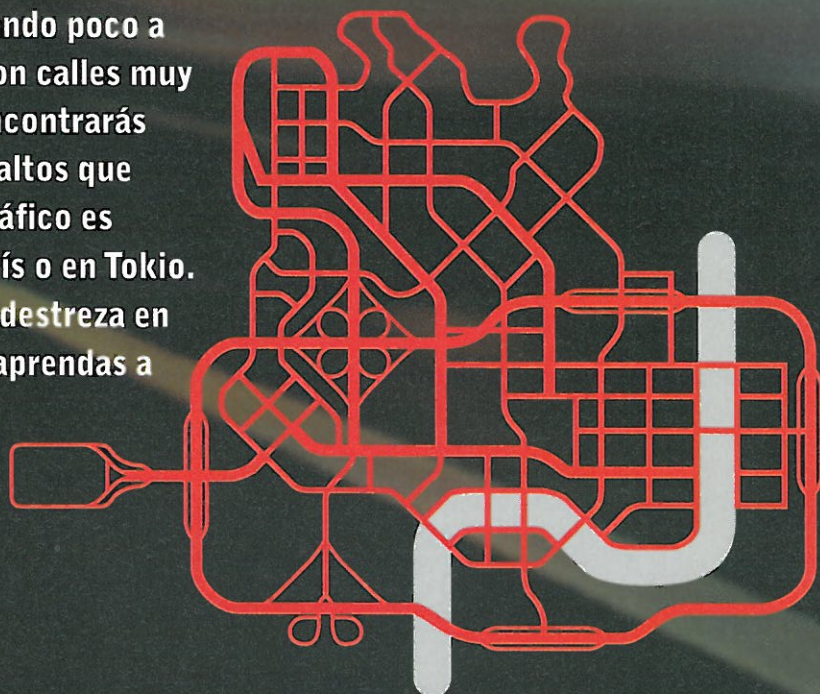 ndo poco a
on calles muy
ncontrarás
altos que
áfico es
ís o en Tokio.
destreza en
aprendas a